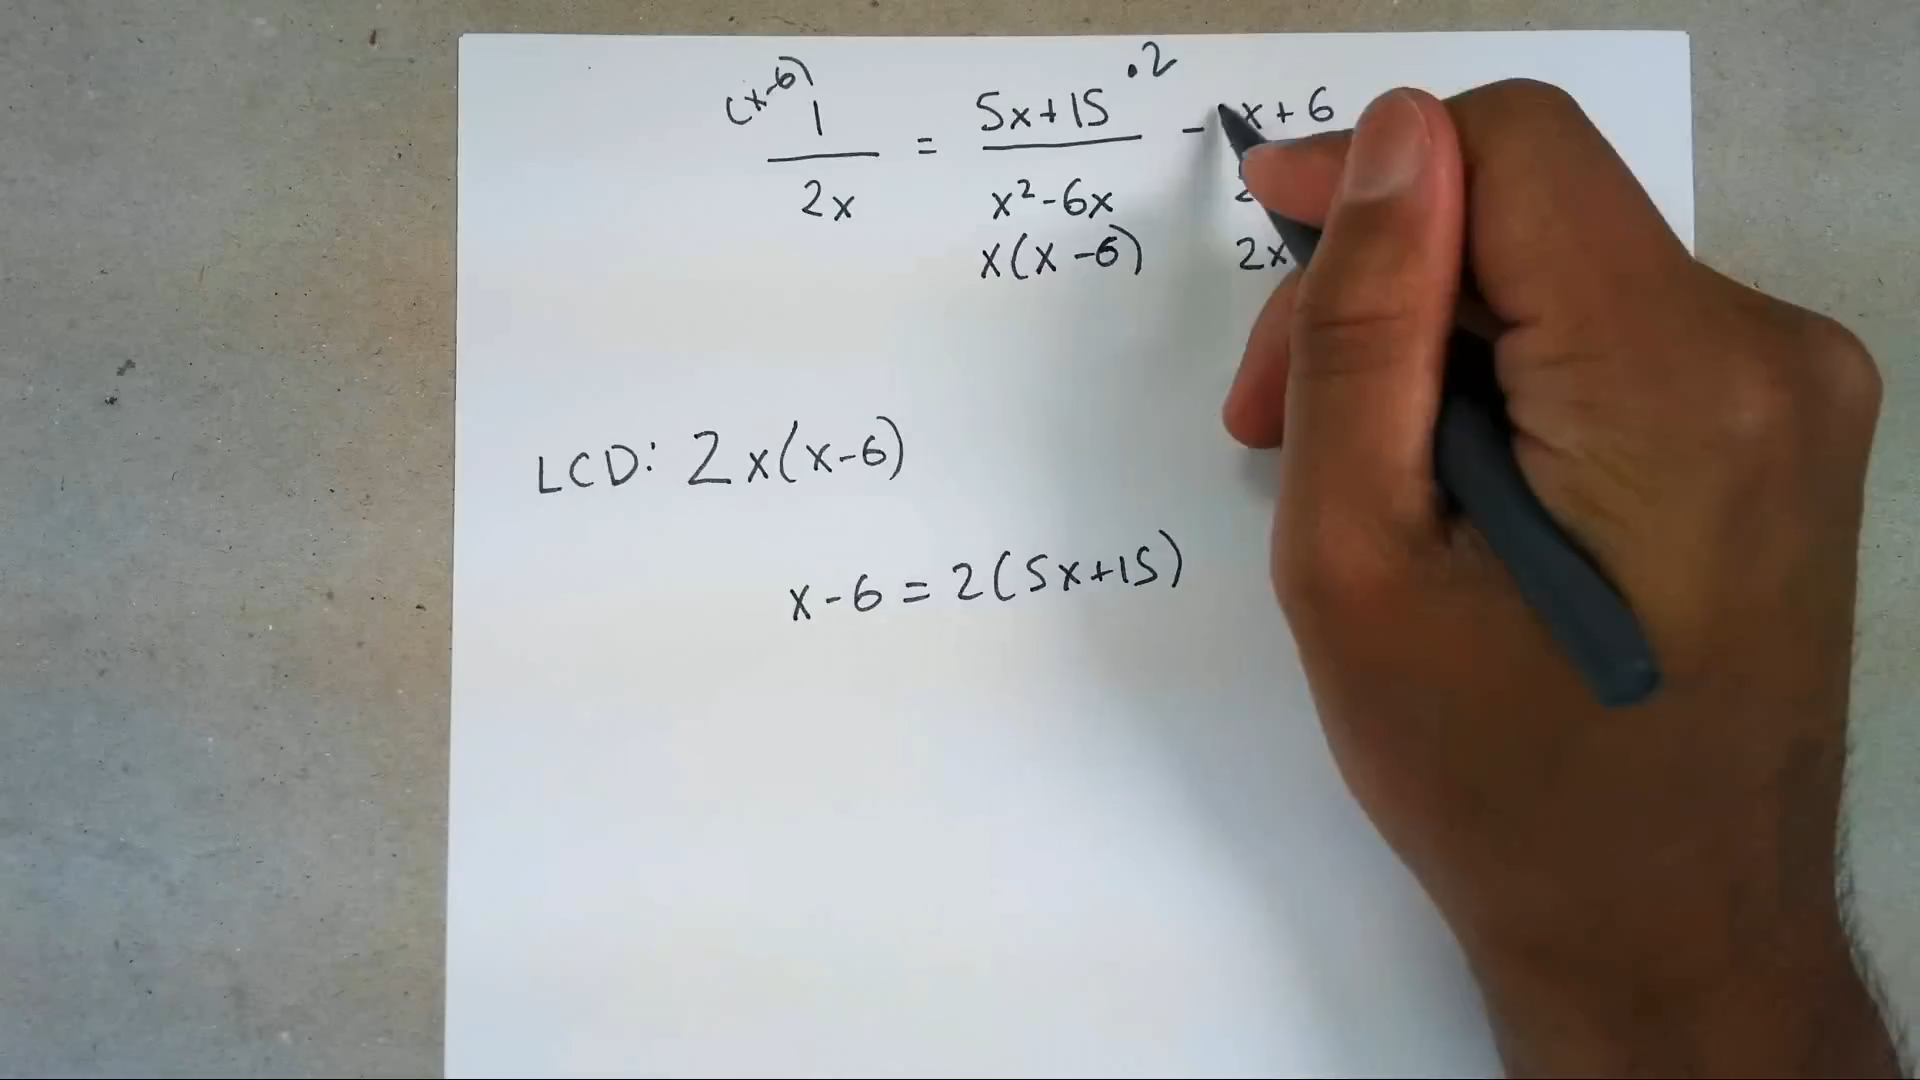 (x-6) ·2
1 = 5x+15 - x+6
2x x²-6x
x(x-6) 2x
LCD: 2x(x-6)
x-6=2(5x+15)